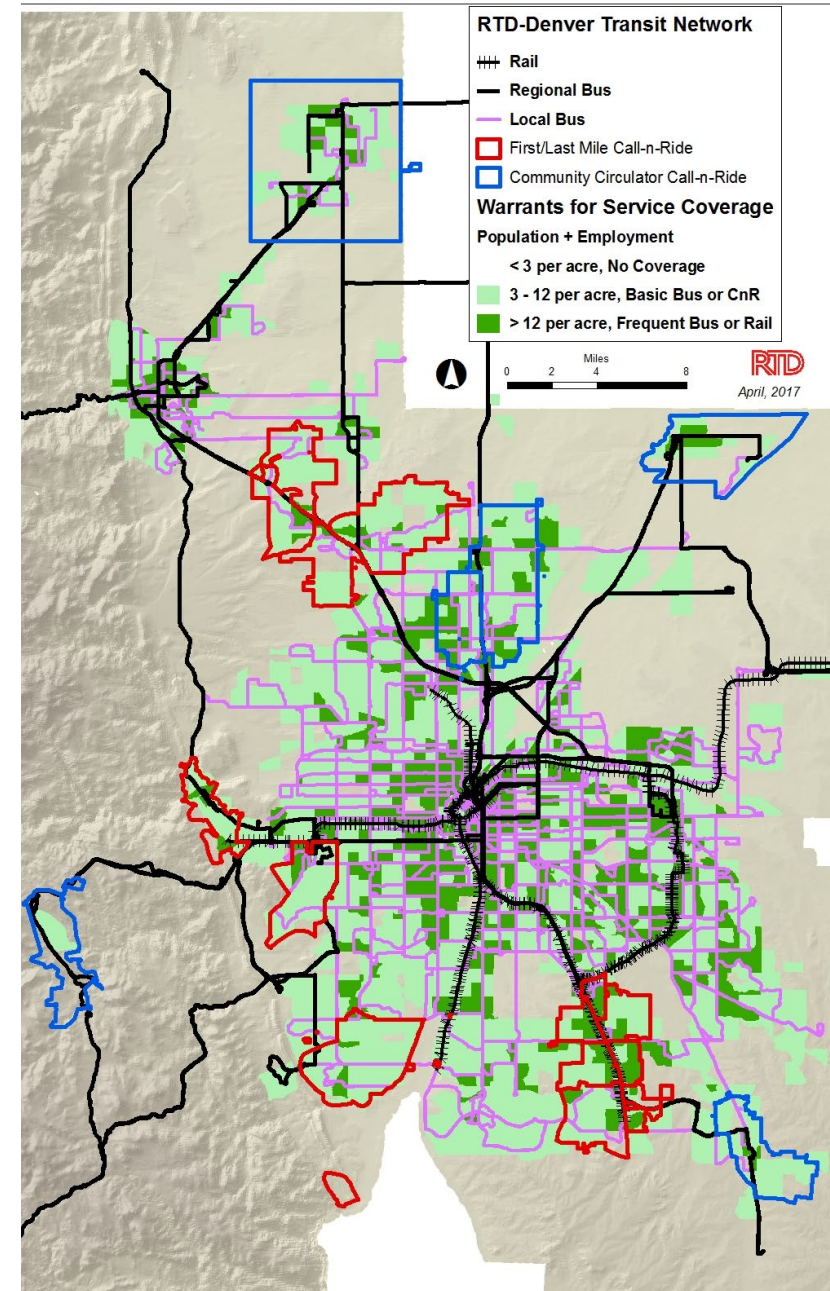 RTD-Denver Transit Network
Rail
Regional Bus
Local Bus
First/Last Mile Call-n-Ride
Community Circulator Call-n-Ride
Warrants for Service Coverage
Population + Employment
< 3 per acre, No Coverage
3 - 12 per acre, Basic Bus or CnR
> 12 per acre, Frequent Bus or Rail
Miles
0 2 4 8
RTD
April, 2017